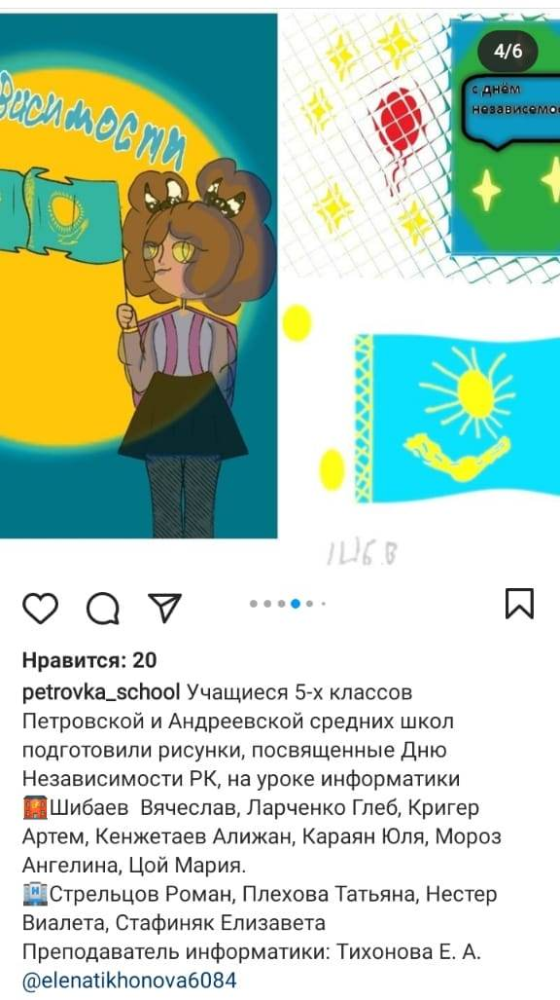 4/6
висимости
с днём
независемо
Ш6.В
Нравится: 20
petrovka_school Учащиеся 5-х классов
Петровской и Андреевской средних школ
подготовили рисунки, посвященные Дню
Независимости РК, на уроке информатики
Шибаев Вячеслав, Ларченко Глеб, Кригер
Артем, Кенжетаев Алижан, Караян Юля, Мороз
Ангелина, Цой Мария.
Стрельцов Роман, Плехова Татьяна, Нестер
Виалета, Стафиняк Елизавета
Преподаватель информатики: Тихонова Е. А.
@elenatikhonova6084